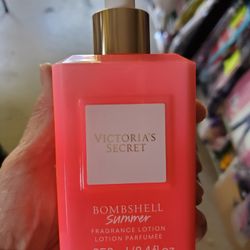 VICTORIA'S
SECRET
BOMBSHELL
Summer
FRAGRANCE LOTION
LOTION PARFUMÉE